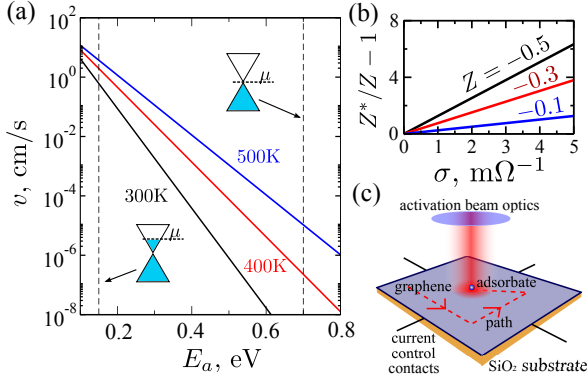 (a)
v, cm/s
10²
10⁰
10⁻²
10⁻⁴
10⁻⁶
10⁻⁸
μ
500K
300K
400K
μ
0.2
0.4
0.6
0.8
Eₐ, eV
(b)
Z*/Z − 1
8
4
0
Z = −0.5
−0.3
−0.1
0
1
2
3
4
5
σ, mΩ⁻¹
(c)
activation beam optics
graphene
adsorbate
path
current
control
contacts
SiO₂ substrate